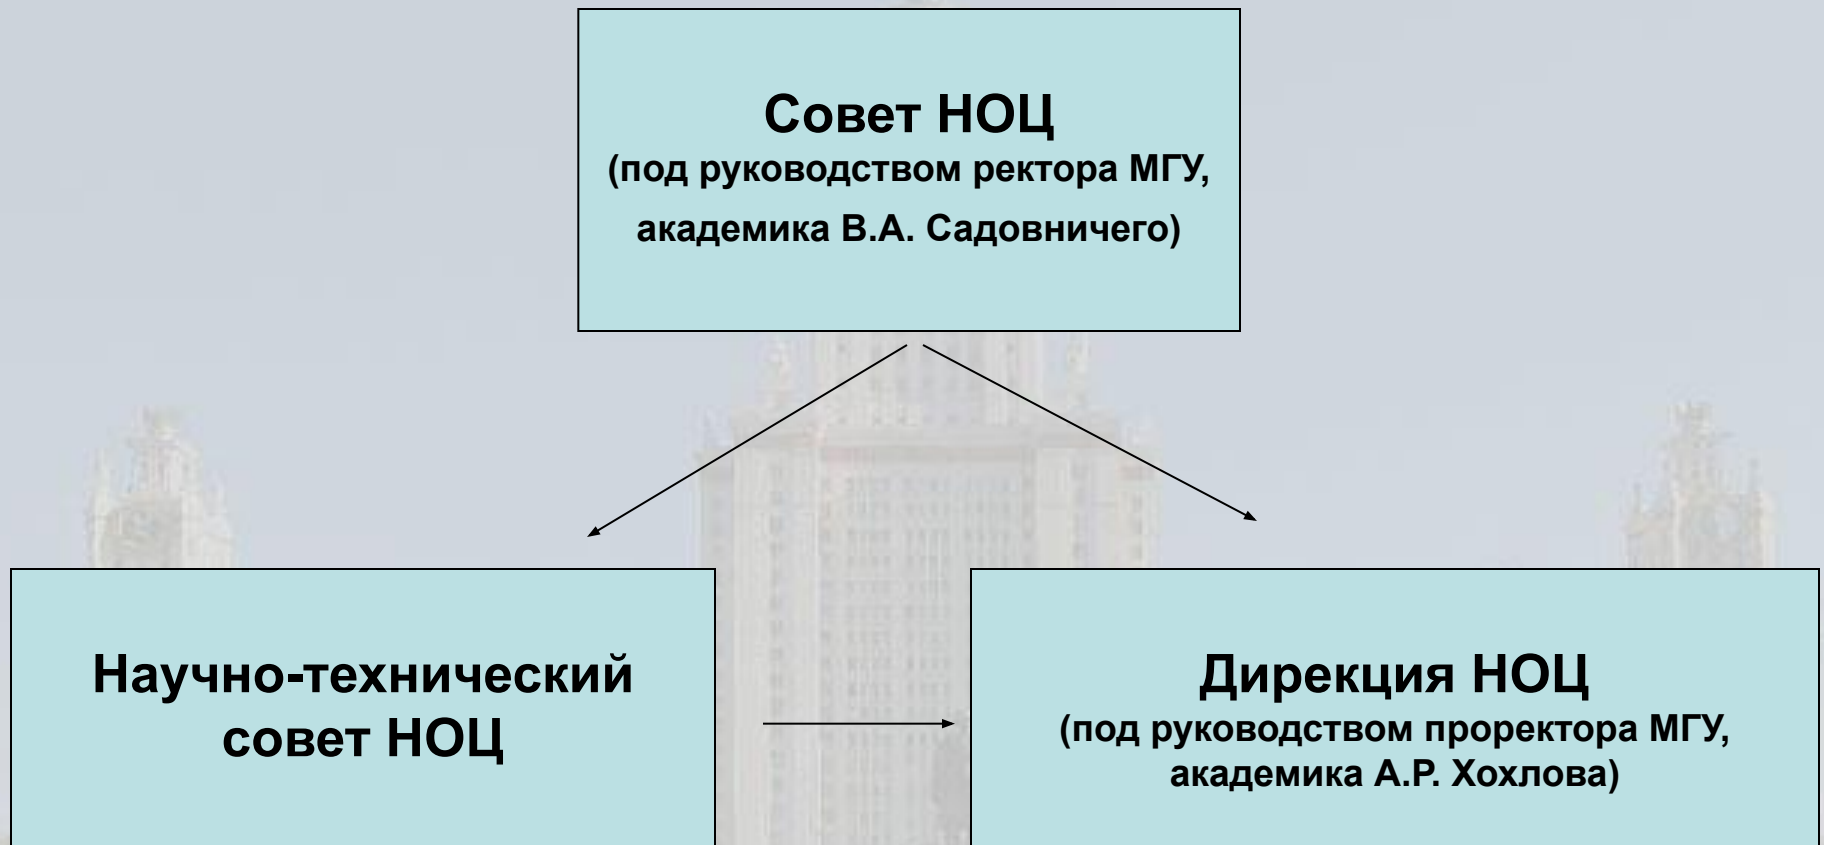 Совет НОЦ
(под руководством ректора МГУ,
академика В.А. Садовничего)
Научно-технический
совет НОЦ
Дирекция НОЦ
(под руководством проректора МГУ,
академика А.Р. Хохлова)